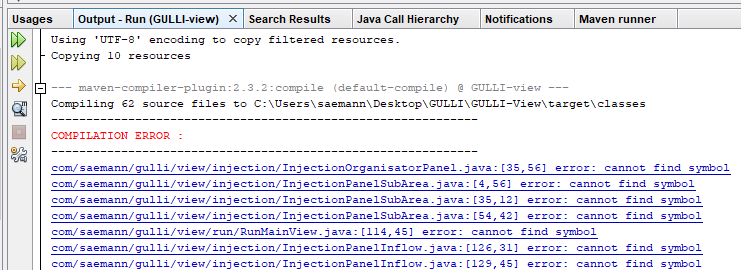 Usages Output - Run (GULLI-view) X Search Results Java Call Hierarchy Notifications Maven runner
Using 'UTF-8' encoding to copy filtered resources.
Copying 10 resources
--- maven-compiler-plugin:2.3.2:compile (default-compile) @ GULLI-view ---
Compiling 62 source files to C:\Users\saemann\Desktop\GULLI\GULLI-View\target\classes
------------------------------------------------------------
COMPILATION ERROR :
------------------------------------------------------------
com/saemann/gulli/view/injection/InjectionOrganisatorPanel.java:[35,56] error: cannot find symbol
com/saemann/gulli/view/injection/InjectionPanelSubArea.java:[4,56] error: cannot find symbol
com/saemann/gulli/view/injection/InjectionPanelSubArea.java:[35,12] error: cannot find symbol
com/saemann/gulli/view/injection/InjectionPanelSubArea.java:[54,42] error: cannot find symbol
com/saemann/gulli/view/run/RunMainView.java:[114,45] error: cannot find symbol
com/saemann/gulli/view/injection/InjectionPanelInflow.java:[126,31] error: cannot find symbol
com/saemann/gulli/view/injection/InjectionPanelInflow.java:[129,45] error: cannot find symbol